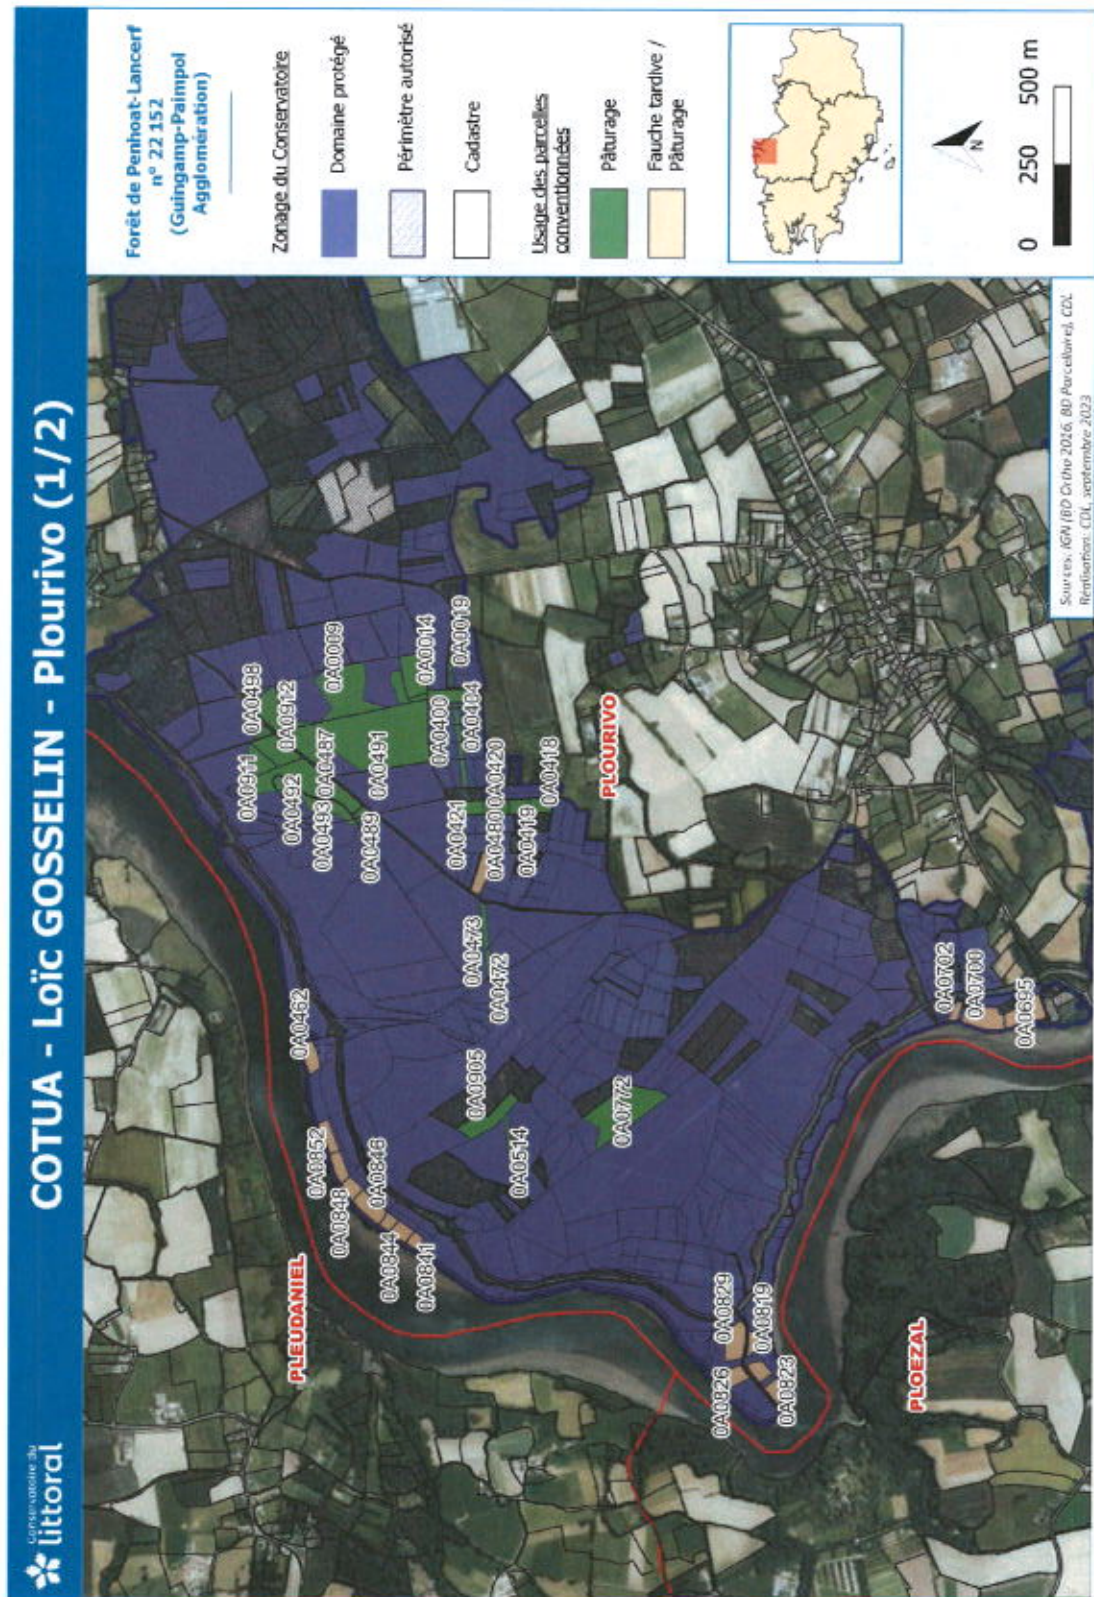 Conservatoire du
littoral
COTUA - Loïc GOSSELIN - Plourivo (1/2)
Forêt de Penhoat-Lancerf
n° 22 152
(Guingamp-Paimpol
Agglomération)
Zonage du Conservatoire
Domaine protégé
Périmètre autorisé
Cadastre
Usage des parcelles
conventionnées
Pâturage
Fauche tardive /
Pâturage
N
0 250 500 m
Sources: IGN (BD Ortho 2016, BD Parcellaire), CDL
Réalisation: CDL, septembre 2023
PLEUDANIEL
PLOURIVO
PLOEZAL
0A0911
0A0498
0A0912
0A0492
0A0487
0A0493
0A0009
0A0489
0A0491
0A0014
0A0400
0A0019
0A0404
0A0421
0A0480
0A0420
0A0419
0A0418
0A0473
0A0472
0A0462
0A0905
0A0514
0A0772
0A0852
0A0848
0A0846
0A0844
0A0841
0A0829
0A0826
0A0819
0A0823
0A0702
0A0700
0A0695